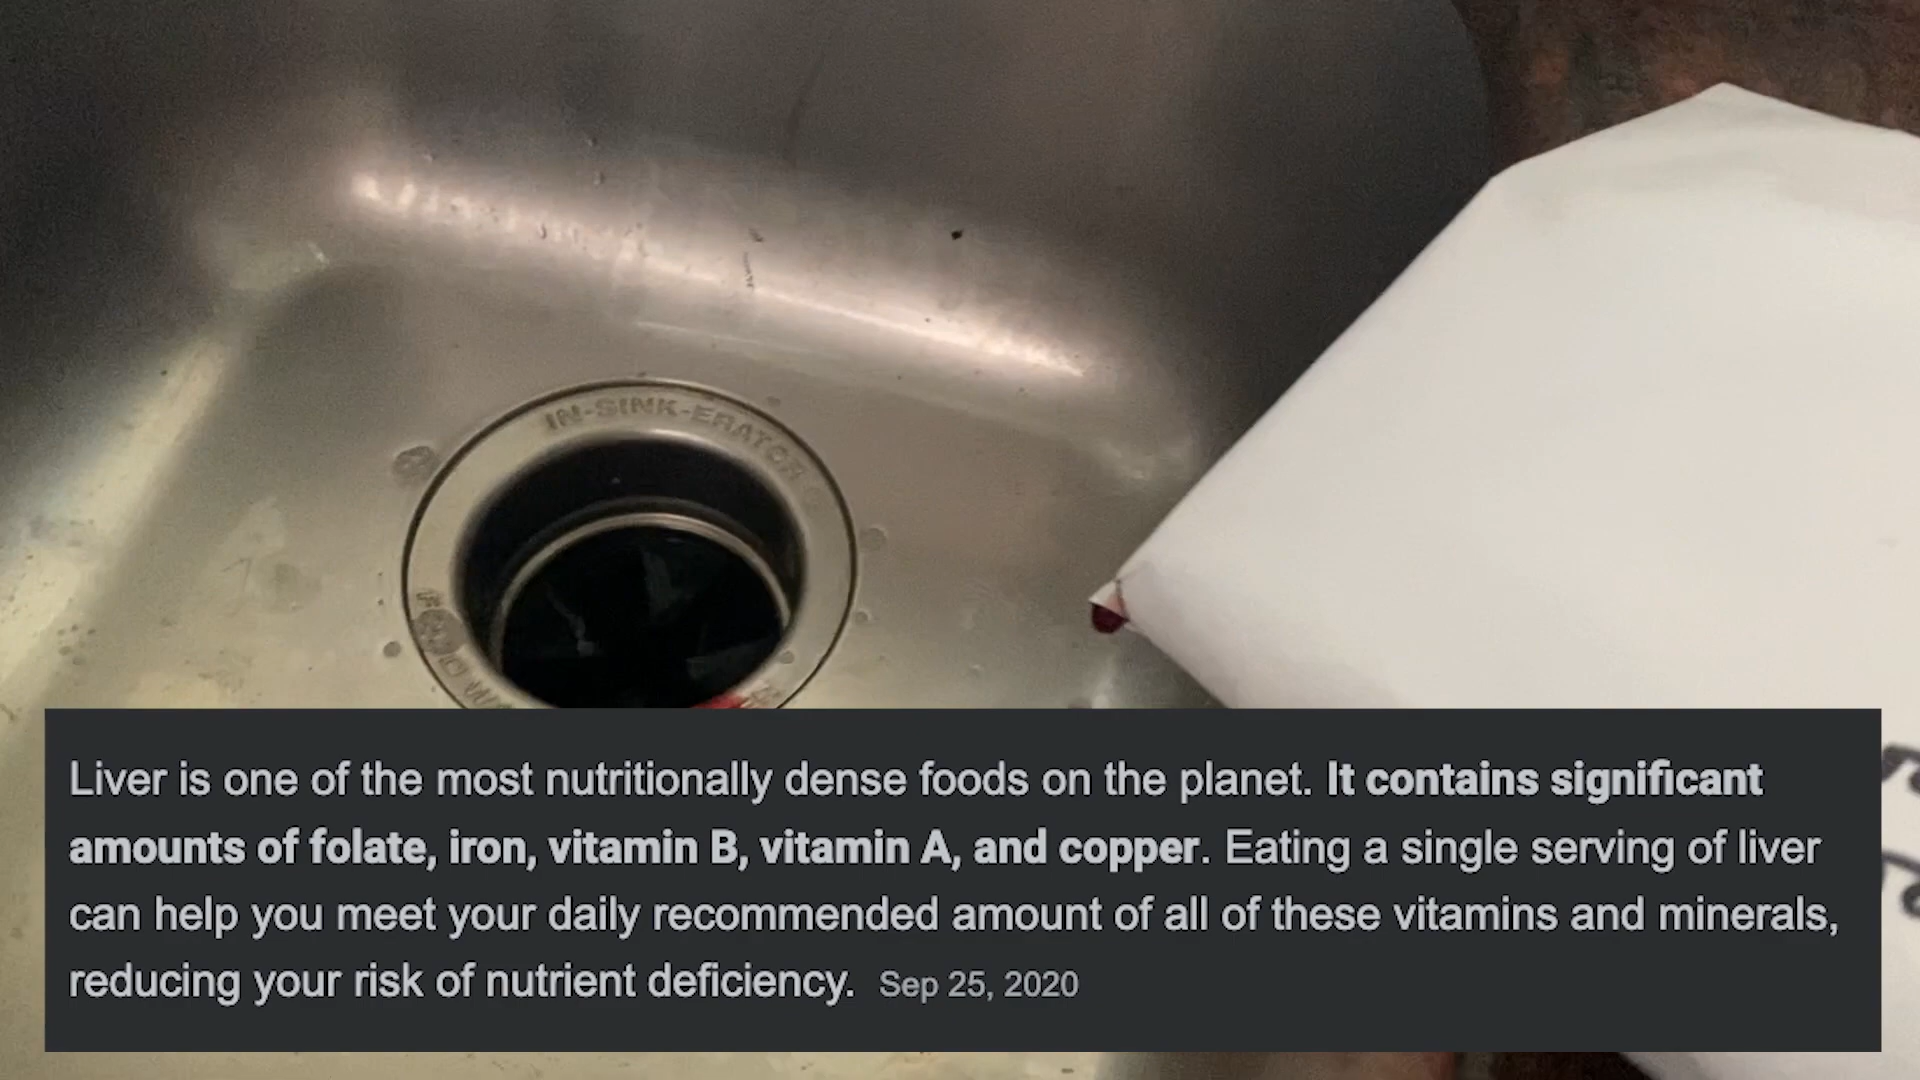 IN-SINK-ERATOR
Liver is one of the most nutritionally dense foods on the planet. It contains significant
amounts of folate, iron, vitamin B, vitamin A, and copper. Eating a single serving of liver
can help you meet your daily recommended amount of all of these vitamins and minerals,
reducing your risk of nutrient deficiency. Sep 25, 2020